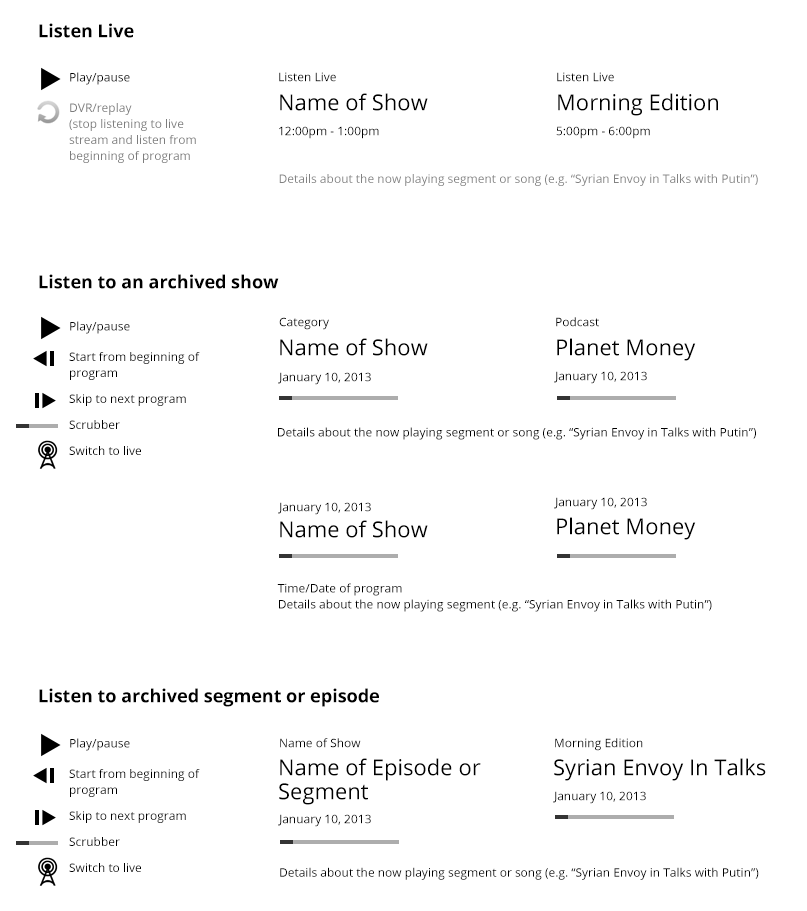 Listen Live
Play/pause
DVR/replay
(stop listening to live
stream and listen from
beginning of program
Listen Live
Name of Show
12:00pm - 1:00pm
Listen Live
Morning Edition
5:00pm - 6:00pm
Details about the now playing segment or song (e.g. “Syrian Envoy in Talks with Putin”)
Listen to an archived show
Play/pause
Start from beginning of
program
Skip to next program
Scrubber
Switch to live
Category
Name of Show
January 10, 2013
Podcast
Planet Money
January 10, 2013
Details about the now playing segment or song (e.g. “Syrian Envoy in Talks with Putin”)
January 10, 2013
Name of Show
January 10, 2013
Planet Money
Time/Date of program
Details about the now playing segment (e.g. “Syrian Envoy in Talks with Putin”)
Listen to archived segment or episode
Play/pause
Start from beginning of
program
Skip to next program
Scrubber
Switch to live
Name of Show
Name of Episode or
Segment
January 10, 2013
Morning Edition
Syrian Envoy In Talks
January 10, 2013
Details about the now playing segment or song (e.g. “Syrian Envoy in Talks with Putin”)